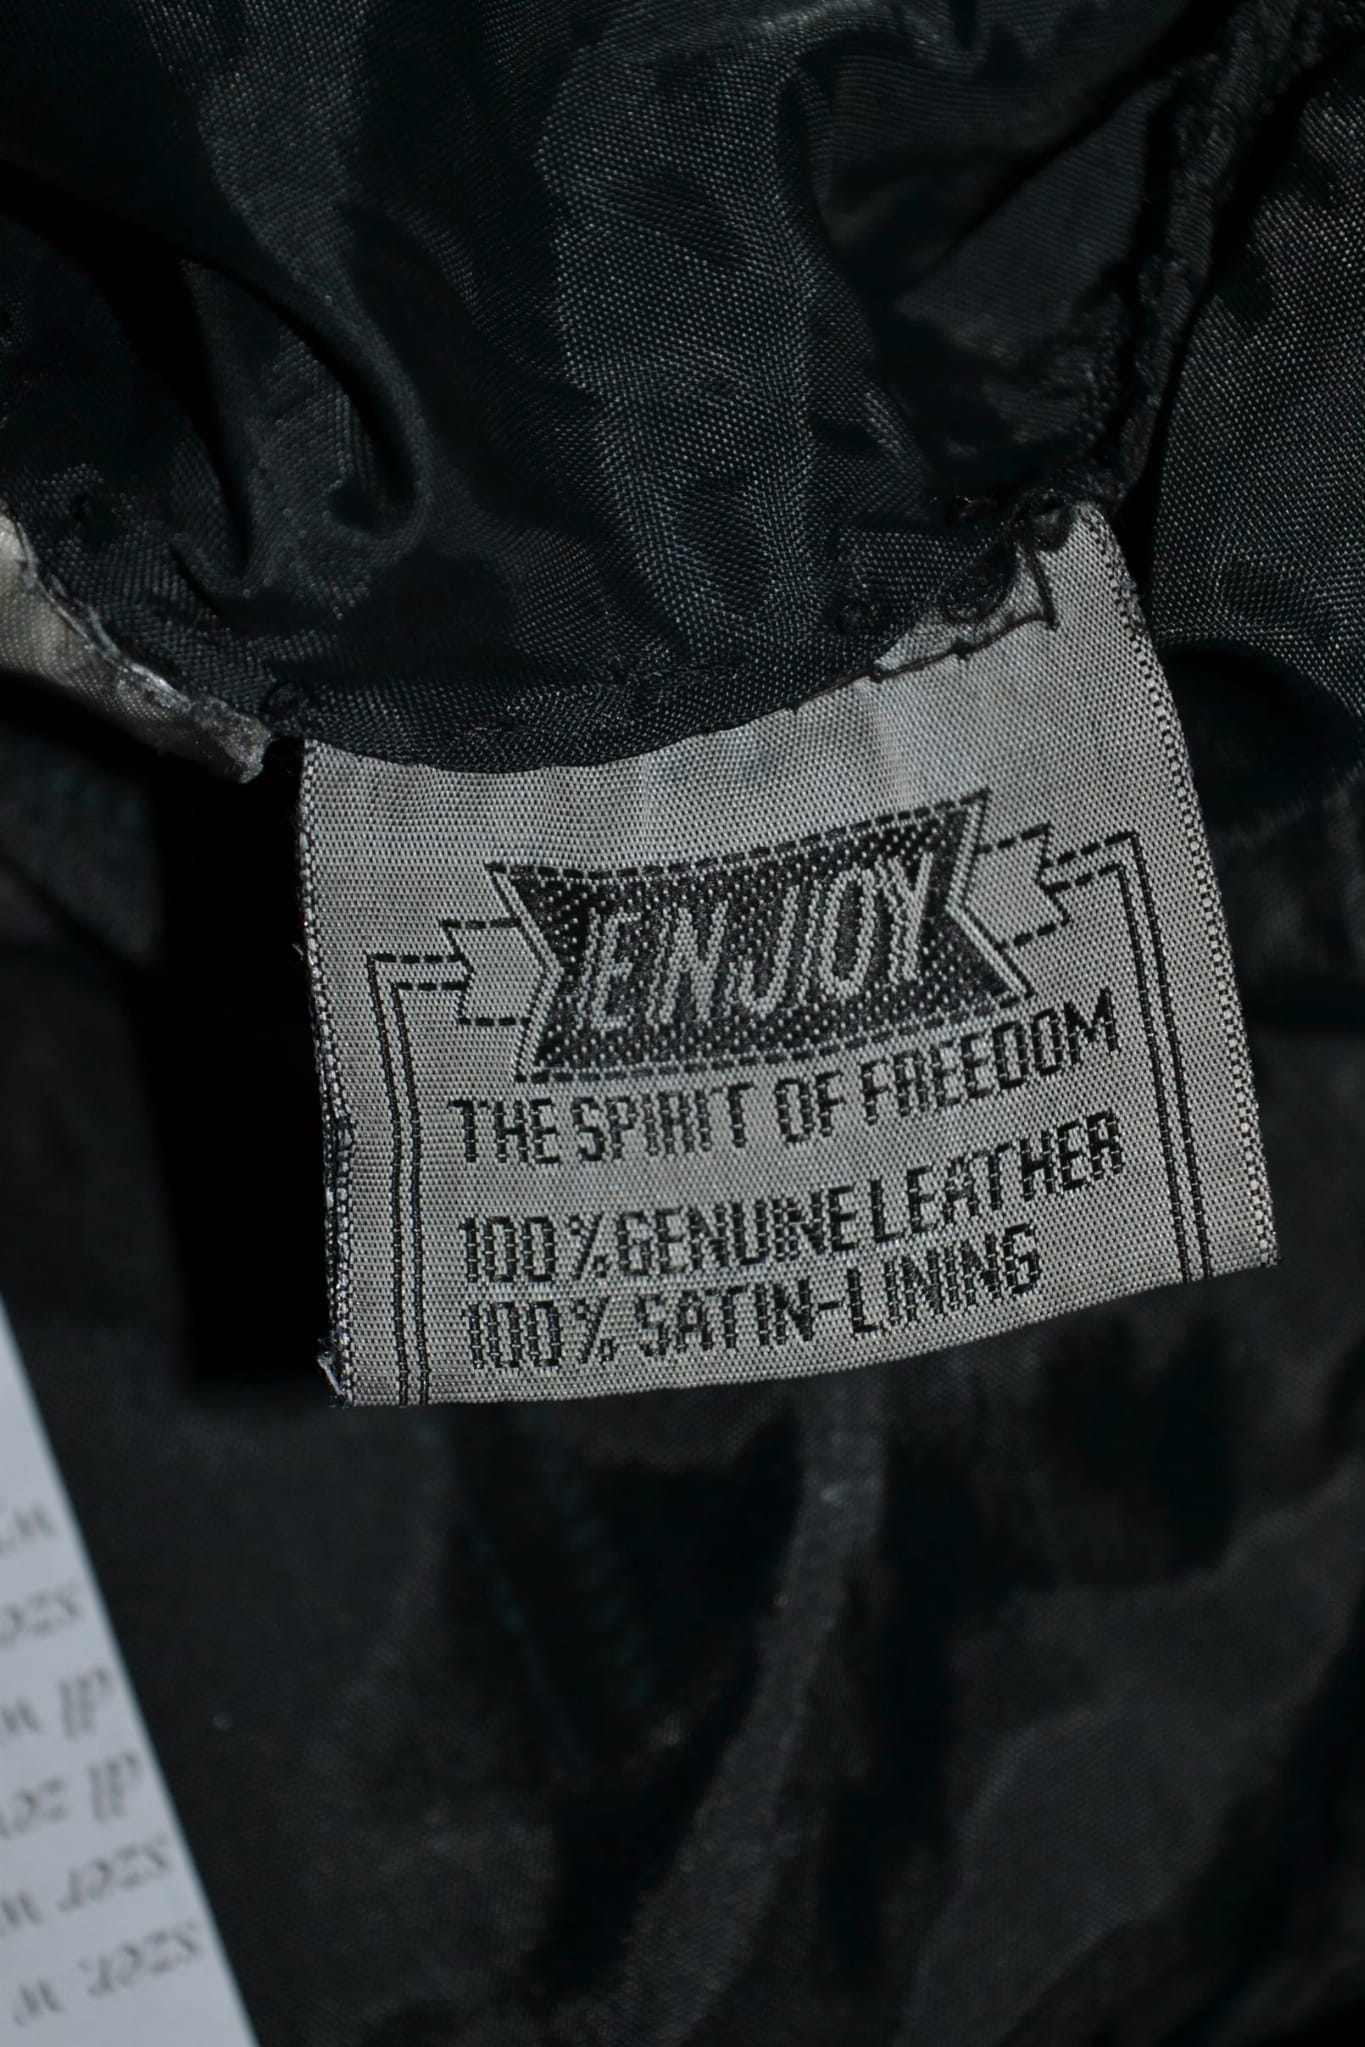 ENJOY
THE SPIRIT OF FREEDOM
100% GENUINE LEATHER
100% SATIN-LINING